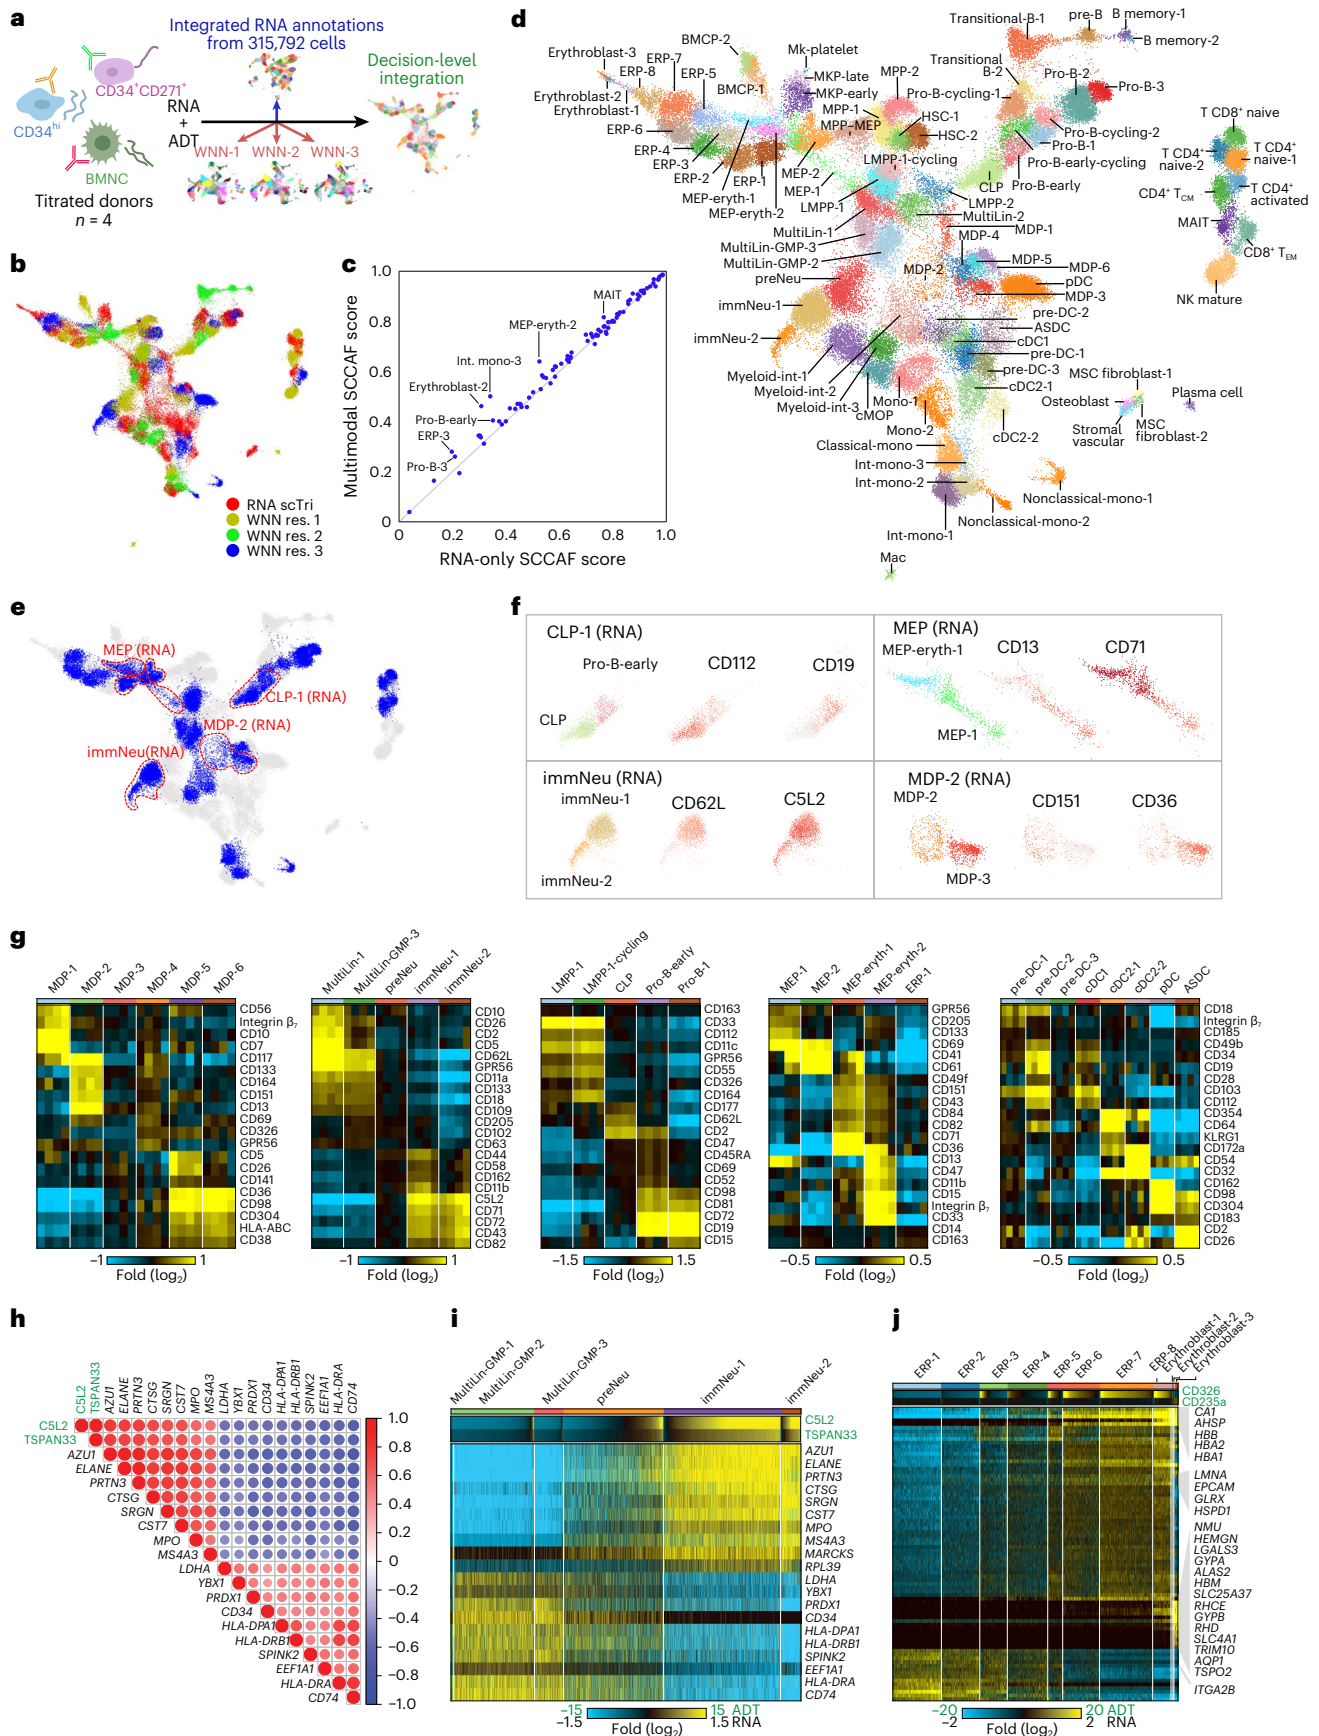 a
Integrated RNA annotations
from 315,792 cells
Decision-level
integration
CD34+CD271+
CD34hi
RNA
+
ADT
WNN-1
WNN-2
WNN-3
BMNC
Titrated donors
n = 4
b
RNA scTri
WNN res. 1
WNN res. 2
WNN res. 3
c
Multimodal SCCAF score
1.0
0.8
0.6
0.4
0.2
0
0
0.2
0.4
0.6
0.8
1.0
RNA-only SCCAF score
MAIT
MEP-eryth-2
Int. mono-3
Erythroblast-2
Pro-B-early
ERP-3
Pro-B-3
d
Transitional-B-1
pre-B
B memory-1
B memory-2
BMCP-2
Mk-platelet
Erythroblast-3
ERP-7
ERP-8
ERP-5
Transitional
B-2
Pro-B-2
MKP-late
MPP-2
BMCP-1
MKP-early
Pro-B-cycling-1
Pro-B-3
Erythroblast-2
Erythroblast-1
MPP-1
MPP–MEP
HSC-1
HSC-2
Pro-B-cycling-2
Pro-B-1
T CD8+ naive
ERP-6
ERP-4
ERP-3
ERP-2
ERP-1
MEP-2
MEP-1
LMPP-1-cycling
Pro-B-early-cycling
T CD4+
naive-2
T CD4+
naive-1
CLP
Pro-B-early
MEP-eryth-1
MEP-eryth-2
LMPP-1
LMPP-2
MultiLin-2
CD4+ TCM
T CD4+
activated
MAIT
CD8+ TEM
NK mature
MultiLin-1
MDP-1
MDP-4
MultiLin-GMP-3
MultiLin-GMP-2
MDP-2
MDP-5
MDP-6
preNeu
pDC
MDP-3
immNeu-1
pre-DC-2
ASDC
immNeu-2
cDC1
pre-DC-1
Myeloid-int-1
Myeloid-int-2
Myeloid-int-3
pre-DC-3
cDC2-1
MSC fibroblast-1
Plasma cell
Osteoblast
cMOP
Mono-1
Mono-2
Stromal
vascular
MSC
fibroblast-2
cDC2-2
Classical-mono
Int-mono-3
Int-mono-2
Nonclassical-mono-1
Nonclassical-mono-2
Int-mono-1
Mac
e
MEP (RNA)
CLP-1 (RNA)
MDP-2 (RNA)
immNeu(RNA)
f
CLP-1 (RNA)
Pro-B-early
CD112
CD19
CLP
MEP (RNA)
MEP-eryth-1
CD13
CD71
MEP-1
immNeu (RNA)
immNeu-1
CD62L
C5L2
immNeu-2
MDP-2 (RNA)
MDP-2
CD151
CD36
MDP-3
g
MDP-1
MDP-2
MDP-3
MDP-4
MDP-5
MDP-6
CD56
Integrin β7
CD10
CD7
CD117
CD133
CD164
CD151
CD13
CD69
CD326
GPR56
CD5
CD26
CD141
CD36
CD98
CD304
HLA-ABC
CD38
−1
1
Fold (log2)
MultiLin-1
MultiLin-GMP-3
preNeu
immNeu-1
immNeu-2
CD10
CD26
CD2
CD5
CD62L
GPR56
CD11a
CD133
CD18
CD109
CD205
CD102
CD63
CD44
CD58
CD162
CD11b
C5L2
CD71
CD72
CD43
CD82
−1
1
Fold (log2)
LMPP-1
LMPP-1-cycling
CLP
Pro-B-early
Pro-B-1
CD163
CD33
CD112
CD11c
GPR56
CD55
CD326
CD164
CD177
CD62L
CD2
CD47
CD45RA
CD69
CD52
CD98
CD81
CD72
CD19
CD15
−1.5
1.5
Fold (log2)
MEP-1
MEP-2
MEP-eryth-1
MEP-eryth-2
ERP-1
GPR56
CD205
CD133
CD69
CD41
CD61
CD49f
CD151
CD43
CD84
CD82
CD71
CD36
CD13
CD47
CD11b
CD15
Integrin β7
CD33
CD14
CD163
−0.5
0.5
Fold (log2)
pre-DC-1
pre-DC-2
pre-DC-3
cDC1
cDC2-1
cDC2-2
pDC
ASDC
CD18
Integrin β7
CD185
CD49b
CD34
CD19
CD28
CD103
CD112
CD354
CD64
KLRG1
CD172a
CD54
CD32
CD162
CD98
CD304
CD183
CD2
CD26
−0.5
0.5
Fold (log2)
h
C5L2
TSPAN33
AZU1
ELANE
PRTN3
CTSG
SRGN
CST7
MPO
MS4A3
LDHA
YBX1
PRDX1
CD34
HLA-DPA1
HLA-DRB1
SPINK2
EEF1A1
HLA-DRA
CD74
C5L2
TSPAN33
AZU1
ELANE
PRTN3
CTSG
SRGN
CST7
MPO
MS4A3
LDHA
YBX1
PRDX1
CD34
HLA-DPA1
HLA-DRB1
SPINK2
EEF1A1
HLA-DRA
CD74
1.0
0.8
0.6
0.4
0.2
0
−0.2
−0.4
−0.6
−0.8
−1.0
i
MultiLin-GMP-1
MultiLin-GMP-2
MultiLin-GMP-3
preNeu
immNeu-1
immNeu-2
C5L2
TSPAN33
AZU1
ELANE
PRTN3
CTSG
SRGN
CST7
MPO
MS4A3
MARCKS
RPL39
LDHA
YBX1
PRDX1
CD34
HLA-DPA1
HLA-DRB1
SPINK2
EEF1A1
HLA-DRA
CD74
−15
15 ADT
−1.5
1.5 RNA
Fold (log2)
j
ERP-1
ERP-2
ERP-3
ERP-4
ERP-5
ERP-6
ERP-7
ERP-8
Erythroblast-1
Erythroblast-2
Erythroblast-3
CD326
CD235a
CA1
AHSP
HBB
HBA2
HBA1
LMNA
EPCAM
GLRX
HSPD1
NMU
HEMGN
LGALS3
GYPA
ALAS2
HBM
SLC25A37
RHCE
GYPB
RHD
SLC4A1
TRIM10
AQP1
TSPO2
ITGA2B
−20
20 ADT
−2
2 RNA
Fold (log2)